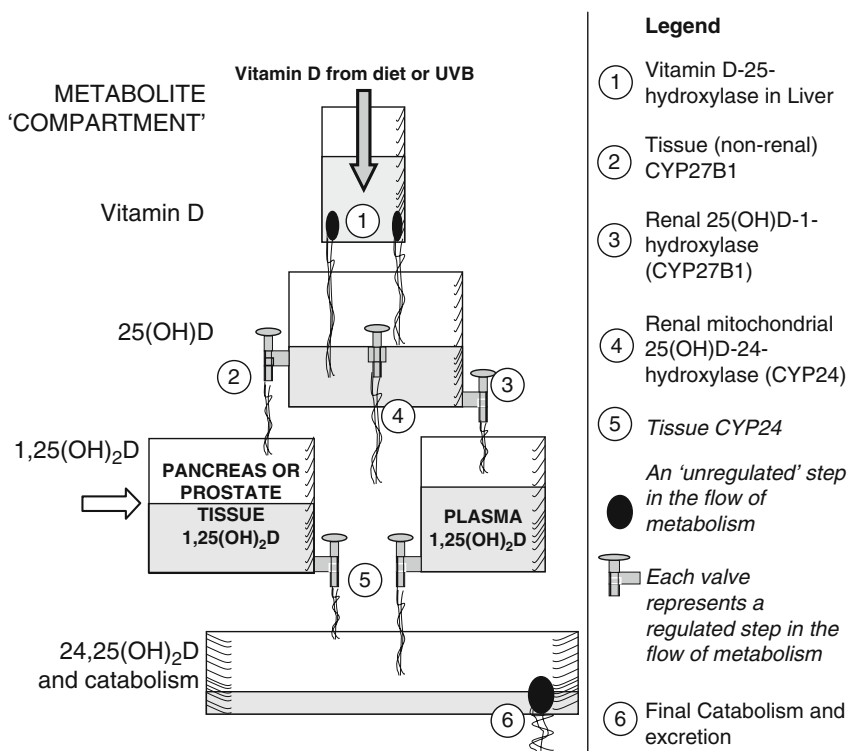 Vitamin D from diet or UVB
METABOLITE
'COMPARTMENT'
Vitamin D
1
25(OH)D
2
3
4
1,25(OH)₂D
PANCREAS OR
PROSTATE
TISSUE
1,25(OH)₂D
PLASMA
1,25(OH)₂D
5
24,25(OH)₂D
and catabolism
6
Legend
1 Vitamin D-25-
hydroxylase in Liver
2 Tissue (non-renal)
CYP27B1
3 Renal 25(OH)D-1-
hydroxylase
(CYP27B1)
4 Renal mitochondrial
25(OH)D-24-
hydroxylase (CYP24)
5 Tissue CYP24
An 'unregulated' step
in the flow of
metabolism
Each valve
represents a
regulated step in the
flow of metabolism
6 Final Catabolism and
excretion